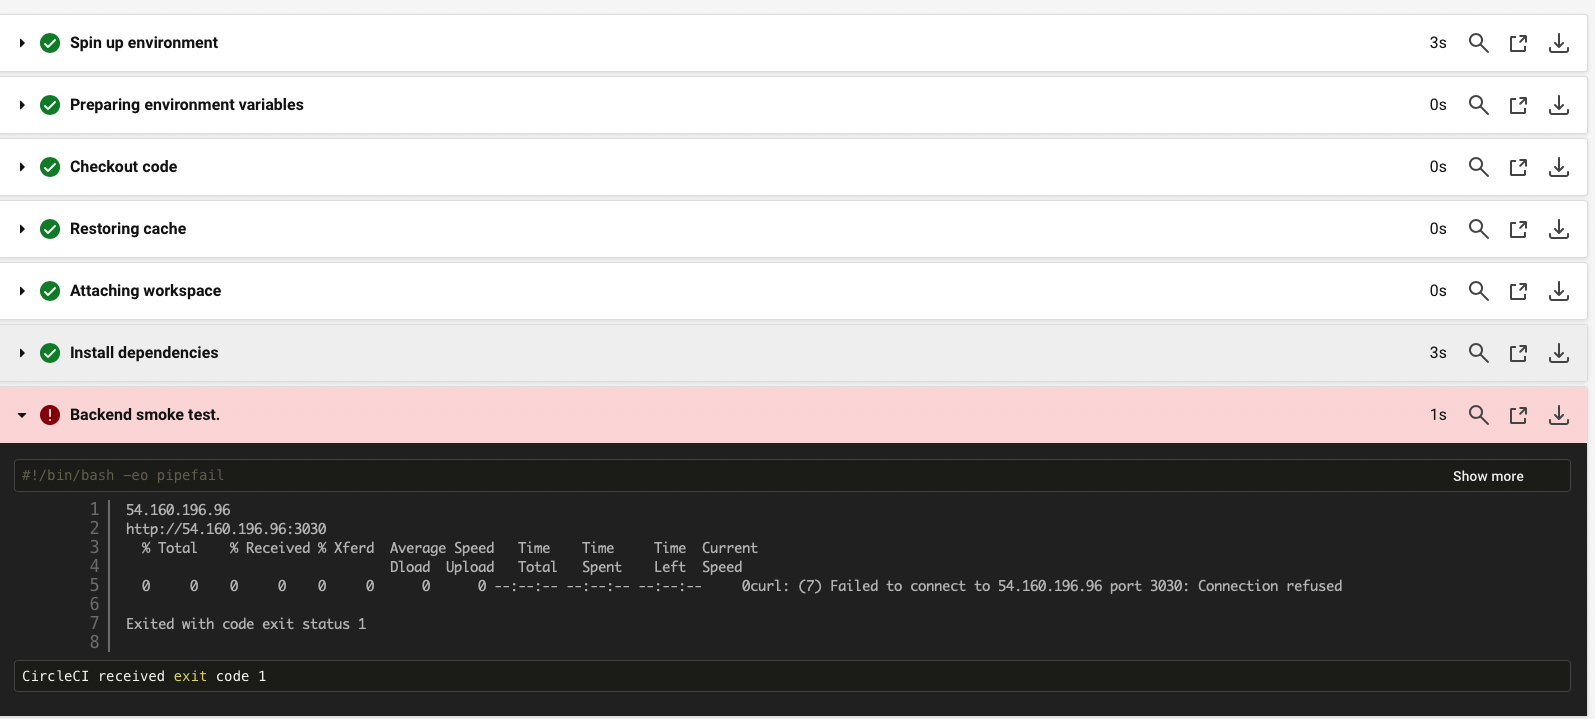 Spin up environment 3s
Preparing environment variables 0s
Checkout code 0s
Restoring cache 0s
Attaching workspace 0s
Install dependencies 3s
Backend smoke test. 1s
#!/bin/bash -eo pipefail Show more
1 54.160.196.96
2 http://54.160.196.96:3030
3 % Total % Received % Xferd Average Speed Time Time Time Current
4 Dload Upload Total Spent Left Speed
5 0 0 0 0 0 0 0 0 --:--:-- --:--:-- --:--:-- 0curl: (7) Failed to connect to 54.160.196.96 port 3030: Connection refused
6
7 Exited with code exit status 1
8
CircleCI received exit code 1